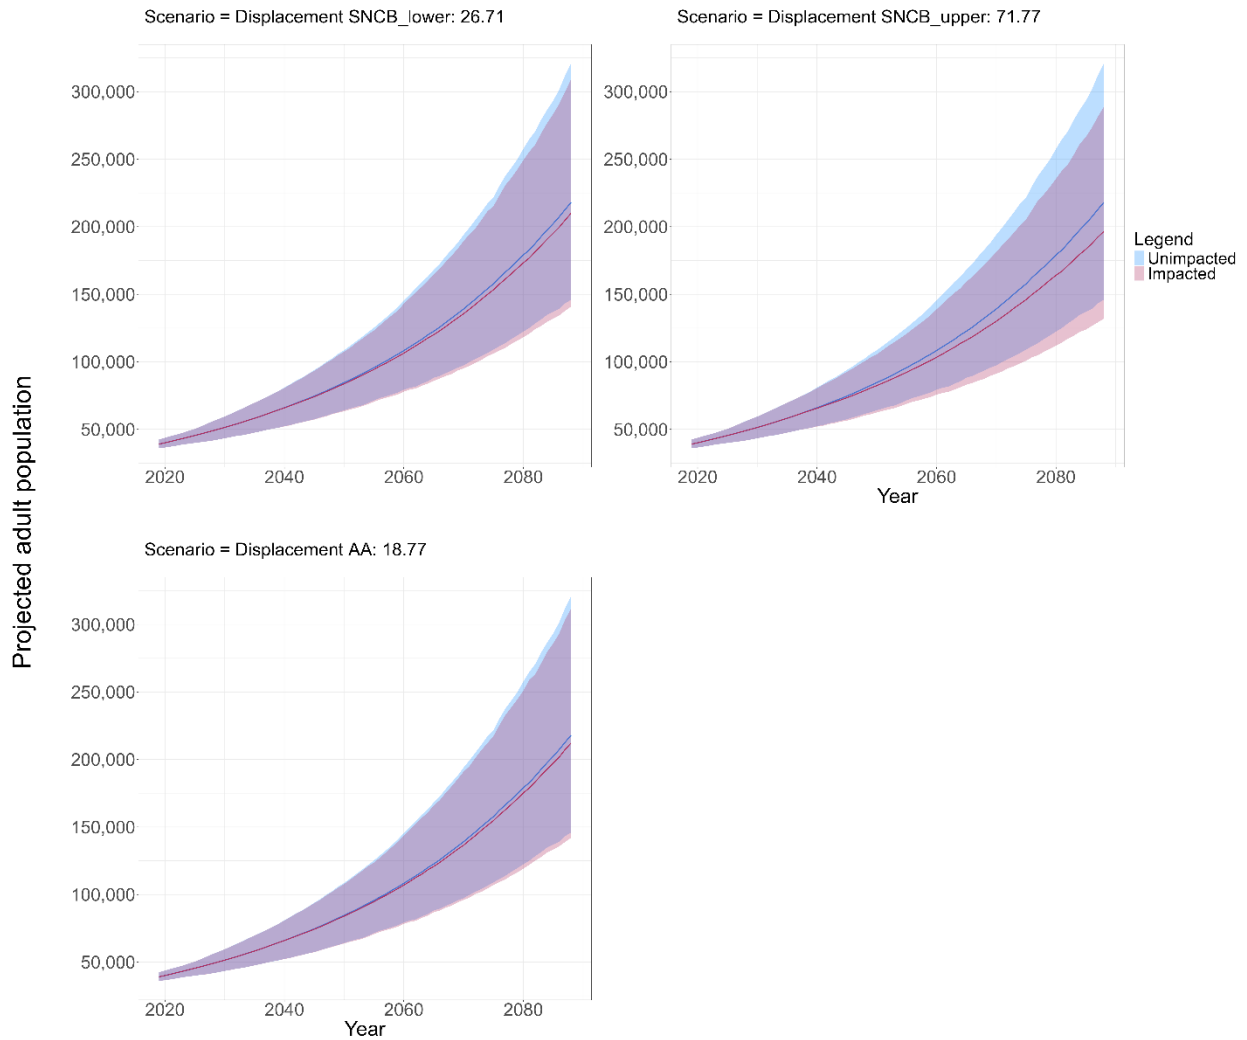 Scenario = Displacement SNCB_lower: 26.71
Scenario = Displacement SNCB_upper: 71.77
300,000
250,000
200,000
150,000
100,000
50,000
2020 2040 2060 2080
300,000
250,000
200,000
150,000
100,000
50,000
2020 2040 2060 2080
Year
Legend
Unimpacted
Impacted
Projected adult population
Scenario = Displacement AA: 18.77
300,000
250,000
200,000
150,000
100,000
50,000
2020 2040 2060 2080
Year